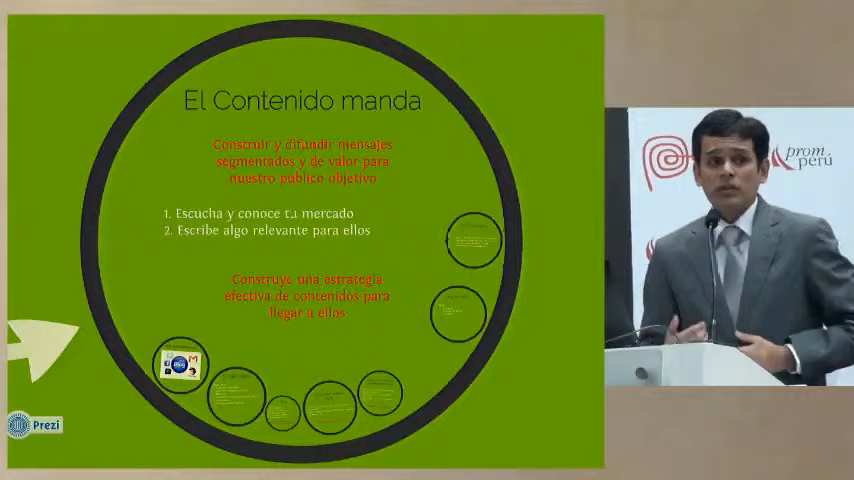 El Contenido manda
Construir y difundir mensajes
segmentados y de valor para
nuestro público objetivo
1. Escucha y conoce tu mercado
2. Escribe algo relevante para ellos
Construye una estrategia
efectiva de contenidos para
llegar a ellos
Prezi
prom
perú